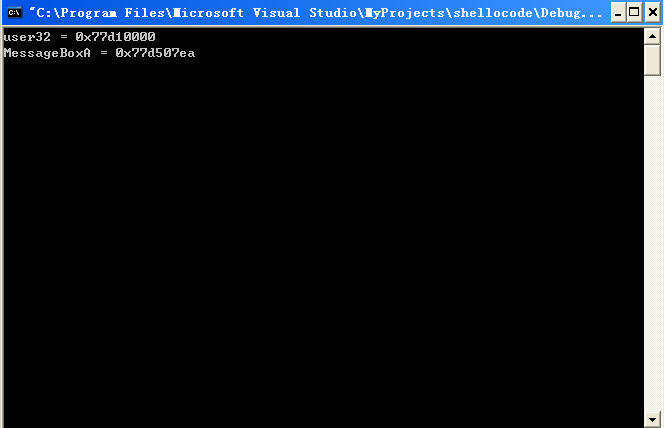 "C:\Program Files\Microsoft Visual Studio\MyProjects\shellocode\Debug...
user32 = 0x77d10000
MessageBoxA = 0x77d507ea